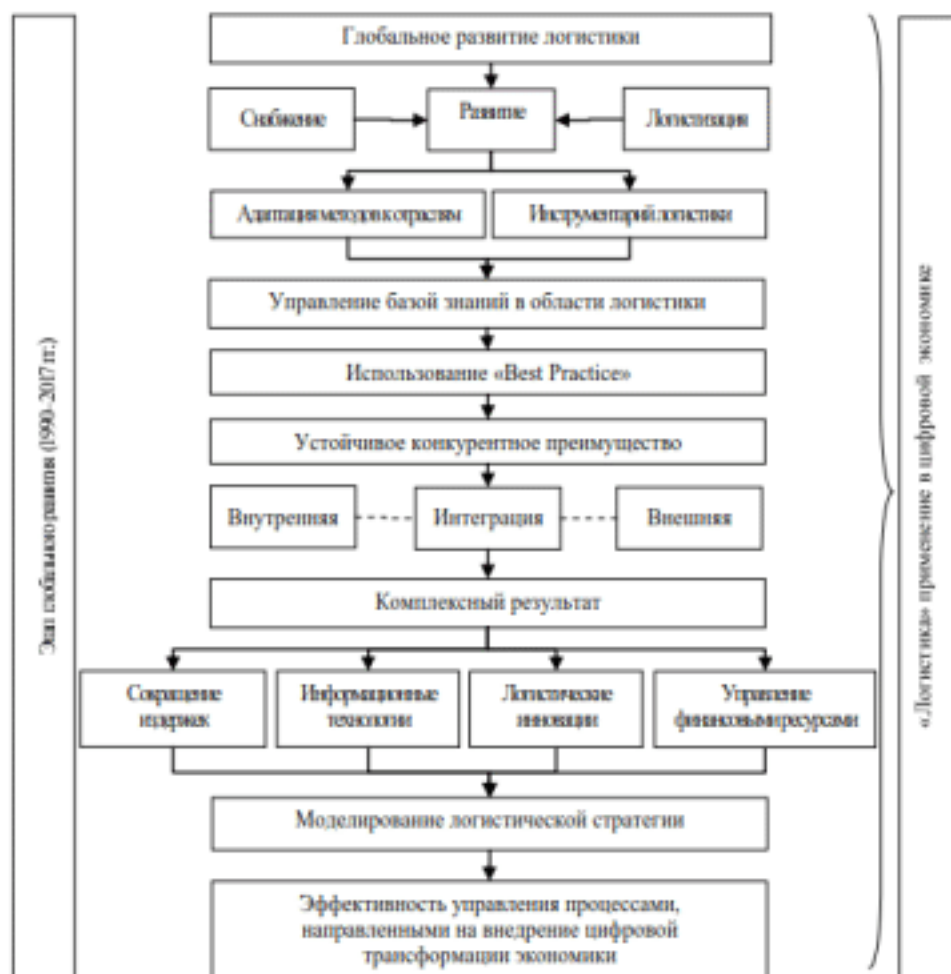 Глобальное развитие логистики
Снабжение
Развитие
Логистизация
Адаптация методов к отраслям
Инструментарий логистики
Управление базой знаний в области логистики
Использование «Best Practice»
Устойчивое конкурентное преимущество
Внутренняя
Интеграция
Внешняя
Комплексный результат
Сокращение
издержек
Информационные
технологии
Логистические
инновации
Управление
финансовыми ресурсами
Моделирование логистической стратегии
Эффективность управления процессами,
направленными на внедрение цифровой
трансформации экономики
Этап глобального развития (1990-2017 гг.)
«Логистика» применение в цифровой экономике